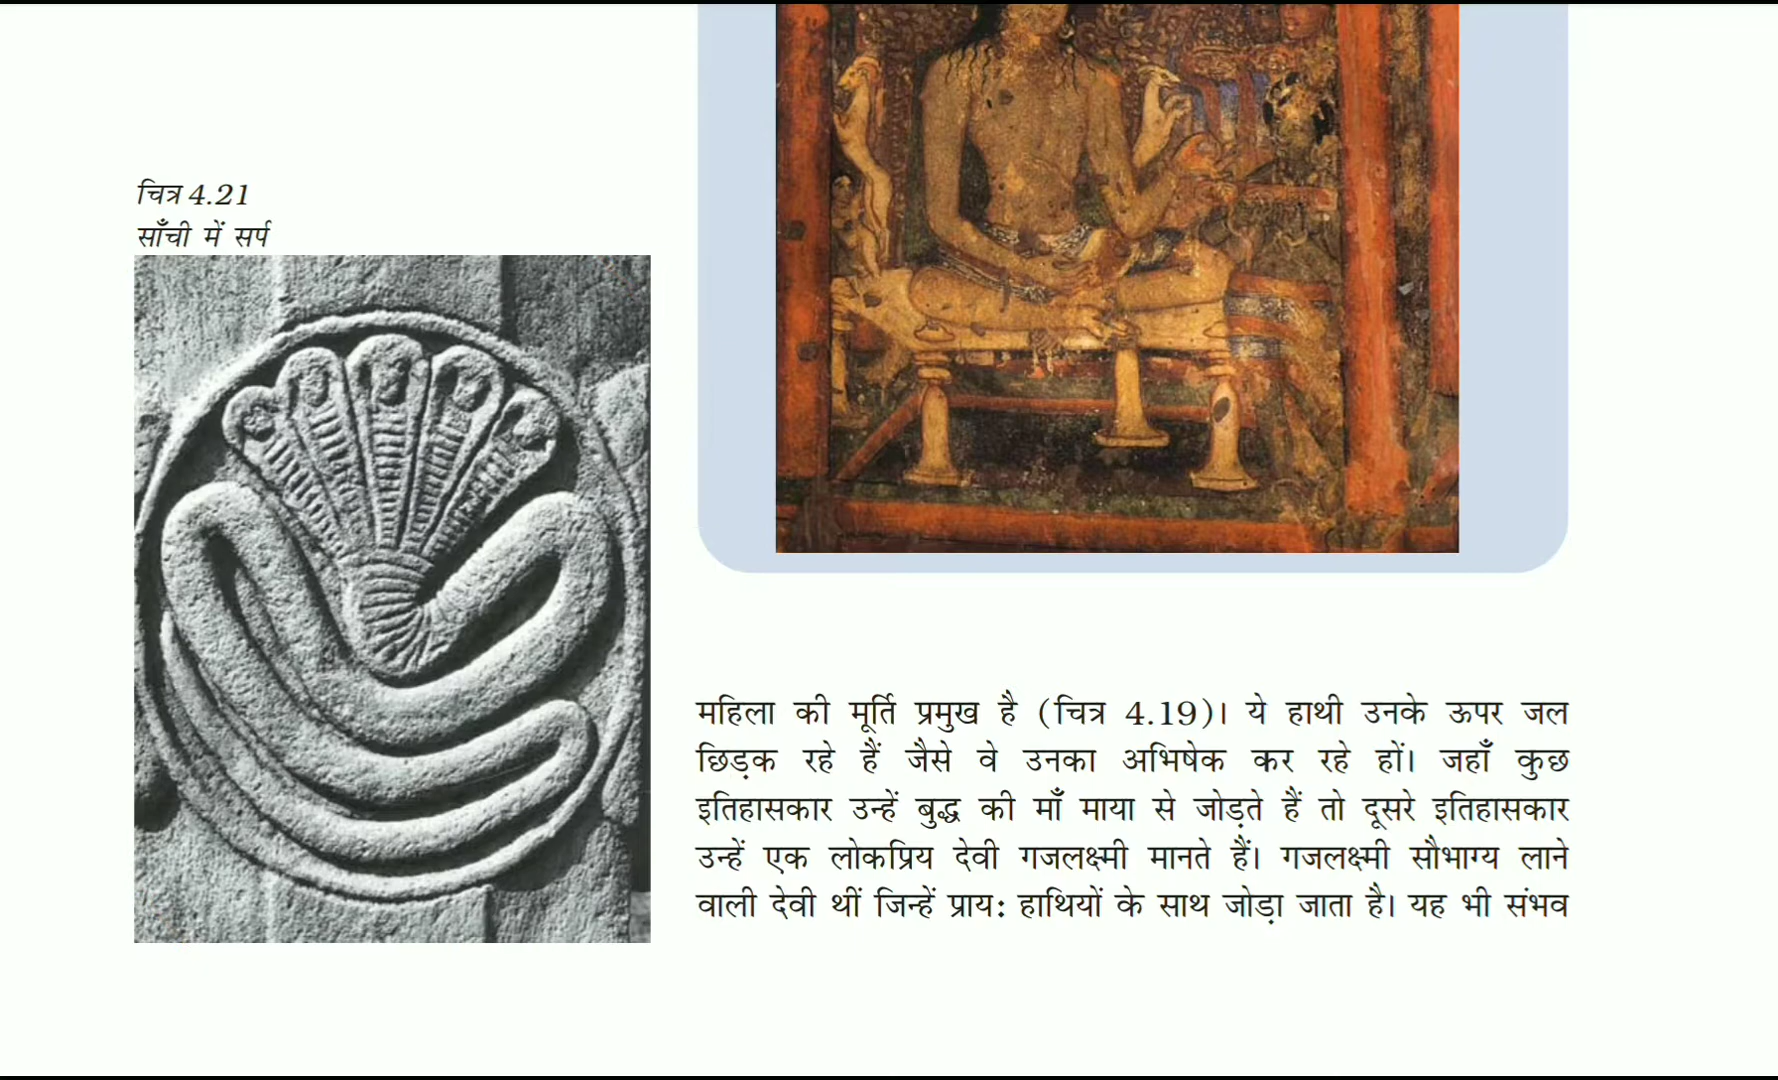 चित्र 4.21
साँची में सर्प
महिला की मूर्ति प्रमुख है (चित्र 4.19)। ये हाथी उनके ऊपर जल
छिड़क रहे हैं जैसे वे उनका अभिषेक कर रहे हों। जहाँ कुछ
इतिहासकार उन्हें बुद्ध की माँ माया से जोड़ते हैं तो दूसरे इतिहासकार
उन्हें एक लोकप्रिय देवी गजलक्ष्मी मानते हैं। गजलक्ष्मी सौभाग्य लाने
वाली देवी थीं जिन्हें प्राय: हाथियों के साथ जोड़ा जाता है। यह भी संभव